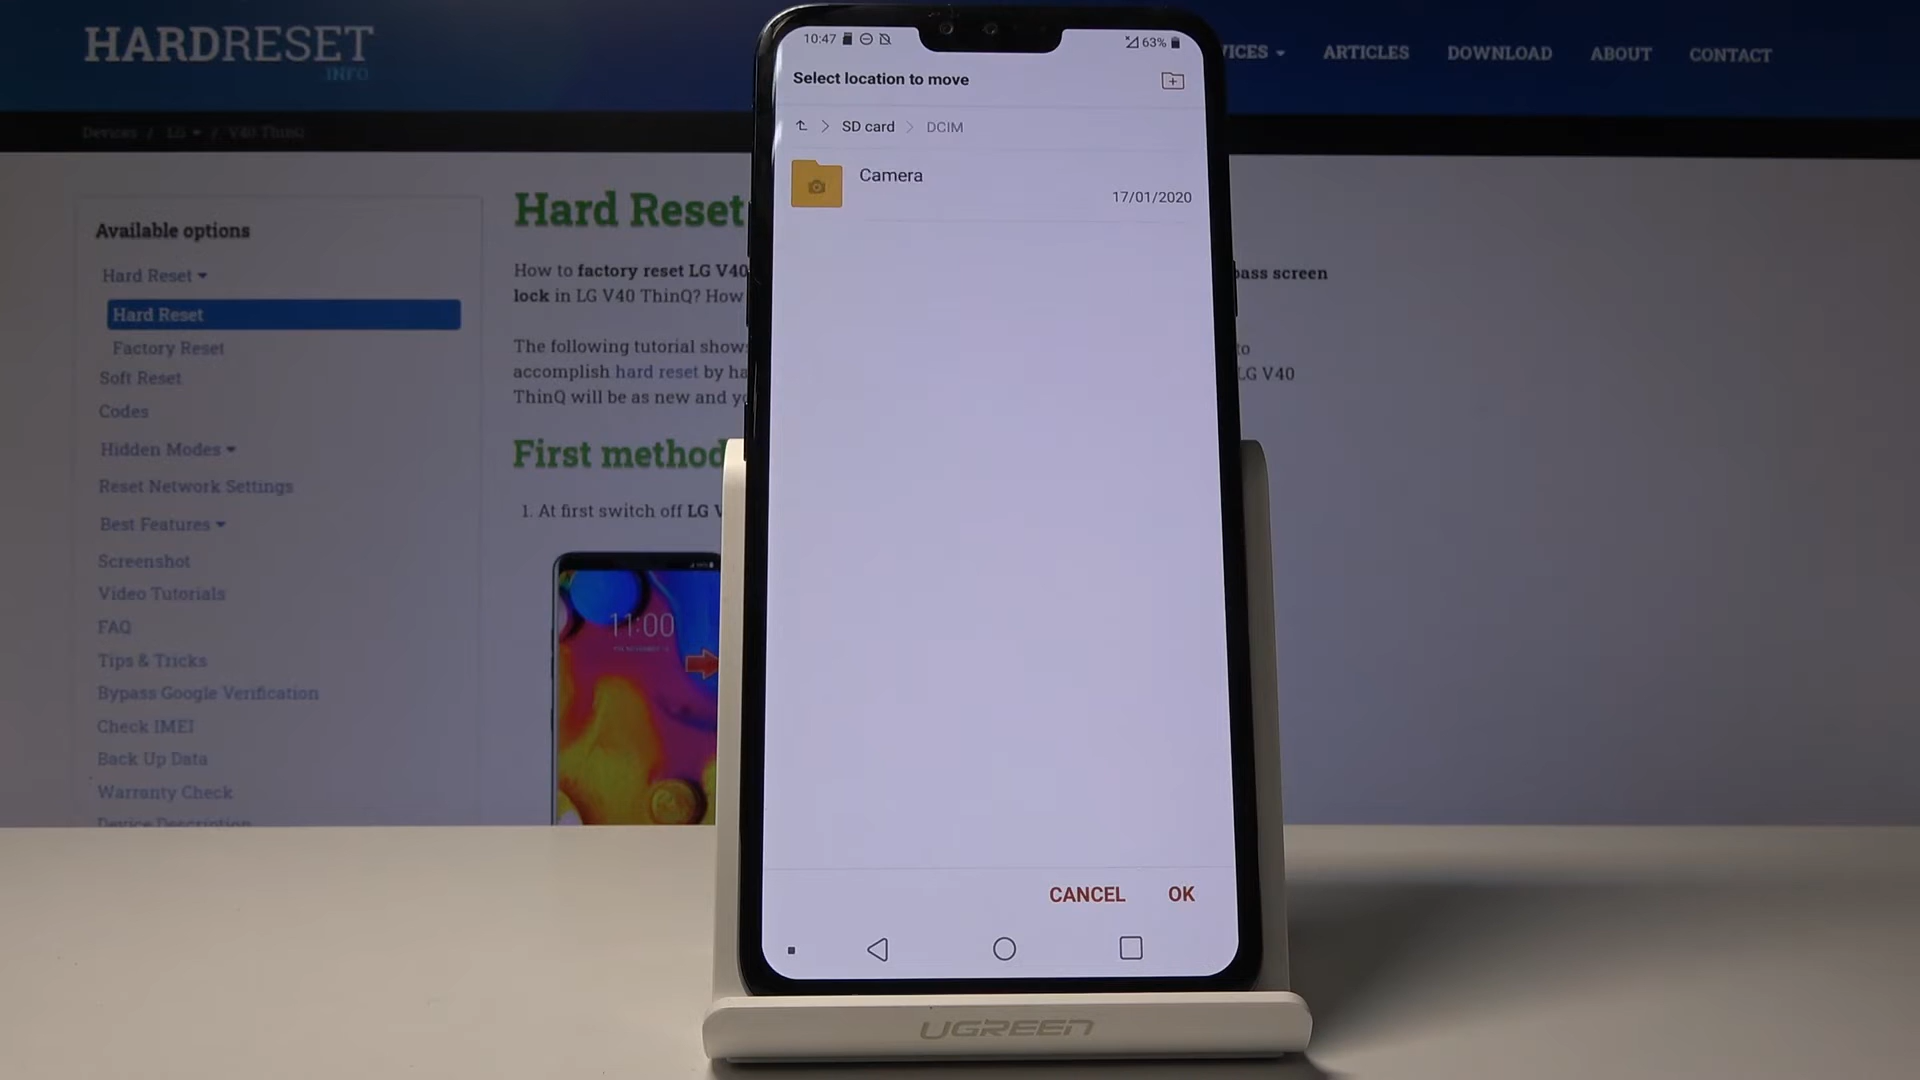 HARDRESET
.INFO
VICES
ARTICLES
DOWNLOAD
ABOUT
CONTACT
Devices / LG / V40 ThinQ
Available options
Hard Reset
Hard Reset
Factory Reset
Soft Reset
Codes
Hidden Modes
Reset Network Settings
Best Features
Screenshot
Video Tutorials
FAQ
Tips & Tricks
Bypass Google Verification
Check IMEI
Back Up Data
Warranty Check
Device Description
Hard Reset
How to factory reset LG V40
pass screen
lock in LG V40 ThinQ? How
The following tutorial shows
to
accomplish hard reset by ha
LG V40
ThinQ will be as new and yo
First method
1. At first switch off LG V
11:00
10:47
63%
Select location to move
SD card > DCIM
Camera
17/01/2020
CANCEL OK
UGREEN